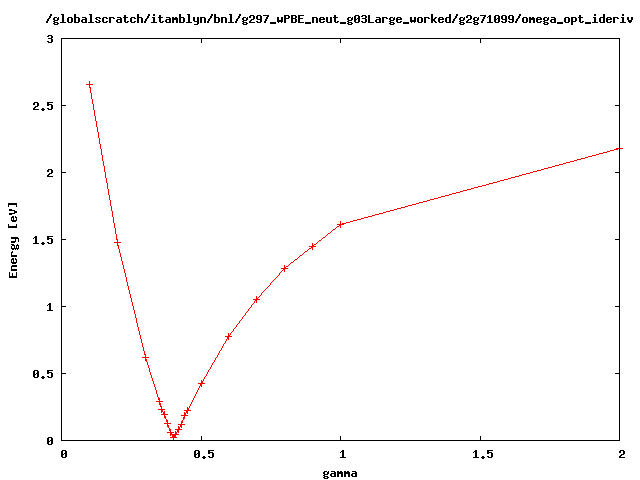 /globalscratch/itamblyn/bnl/g297_wPBE_neut_g03Large_worked/g2g71099/omega_opt_ideriv
3
2.5
2
1.5
1
0.5
0
Energy [eV]
0 0.5 1 1.5 2
gamma